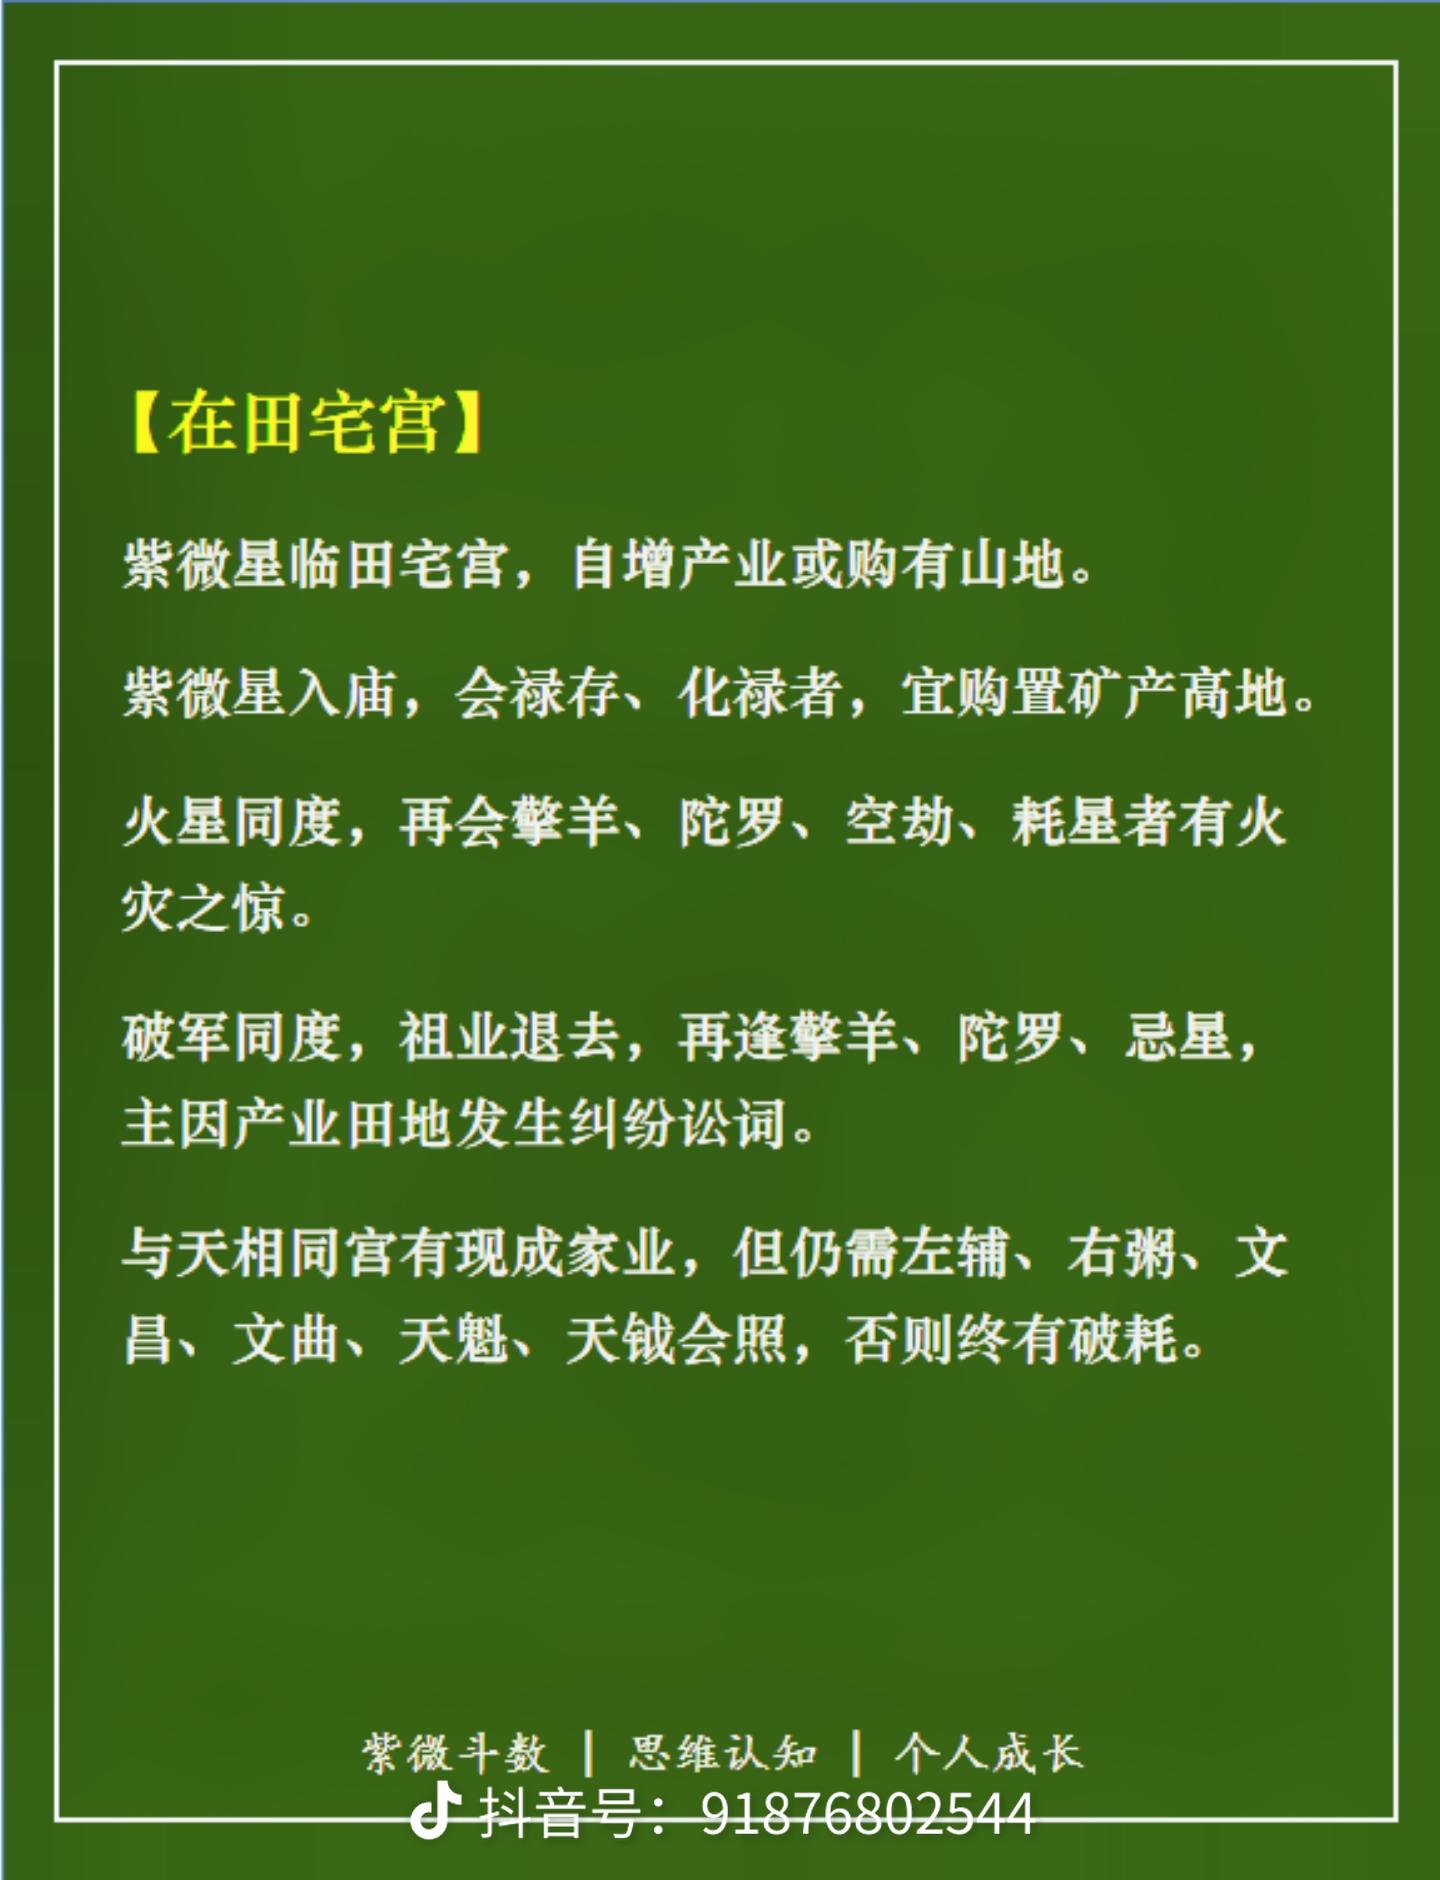 【在田宅宫】
紫微星临田宅宫，自增产业或购有山地。
紫微星入庙，会禄存、化禄者，宜购置矿产高地。
火星同度，再会擎羊、陀罗、空劫、耗星者有火
灾之惊。
破军同度，祖业退去，再逢擎羊、陀罗、忌星，
主因产业田地发生纠纷讼词。
与天相同宫有现成家业，但仍需左辅、右粥、文
昌、文曲、天魁、天钺会照，否则终有破耗。
紫微斗数 | 思维认知 | 个人成长
抖音号：91876802544